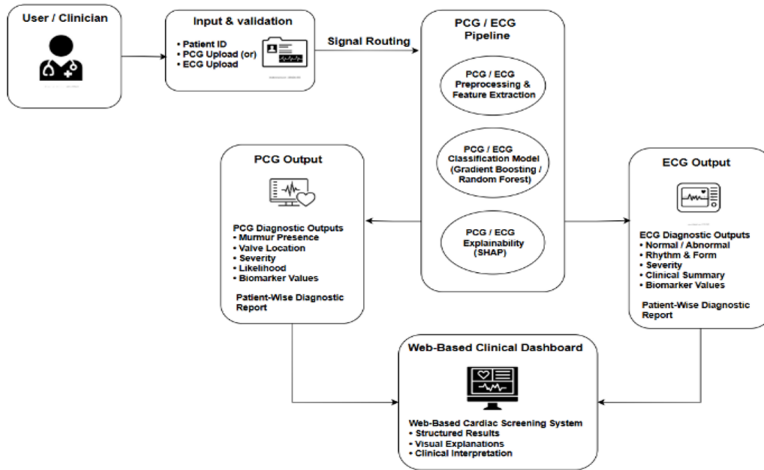 User / Clinician
Input & validation
• Patient ID
• PCG Upload (or)
• ECG Upload
Signal Routing
PCG / ECG
Pipeline
PCG / ECG
Preprocessing &
Feature Extraction
PCG / ECG
Classification Model
(Gradient Boosting /
Random Forest)
PCG / ECG
Explainability
(SHAP)
PCG Output
PCG Diagnostic Outputs
• Murmur Presence
• Valve Location
• Severity
• Likelihood
• Biomarker Values
Patient-Wise Diagnostic
Report
ECG Output
ECG Diagnostic Outputs
• Normal / Abnormal
• Rhythm & Form
• Severity
• Clinical Summary
• Biomarker Values
Patient-Wise Diagnostic
Report
Web-Based Clinical Dashboard
Web-Based Cardiac Screening System
• Structured Results
• Visual Explanations
• Clinical Interpretation